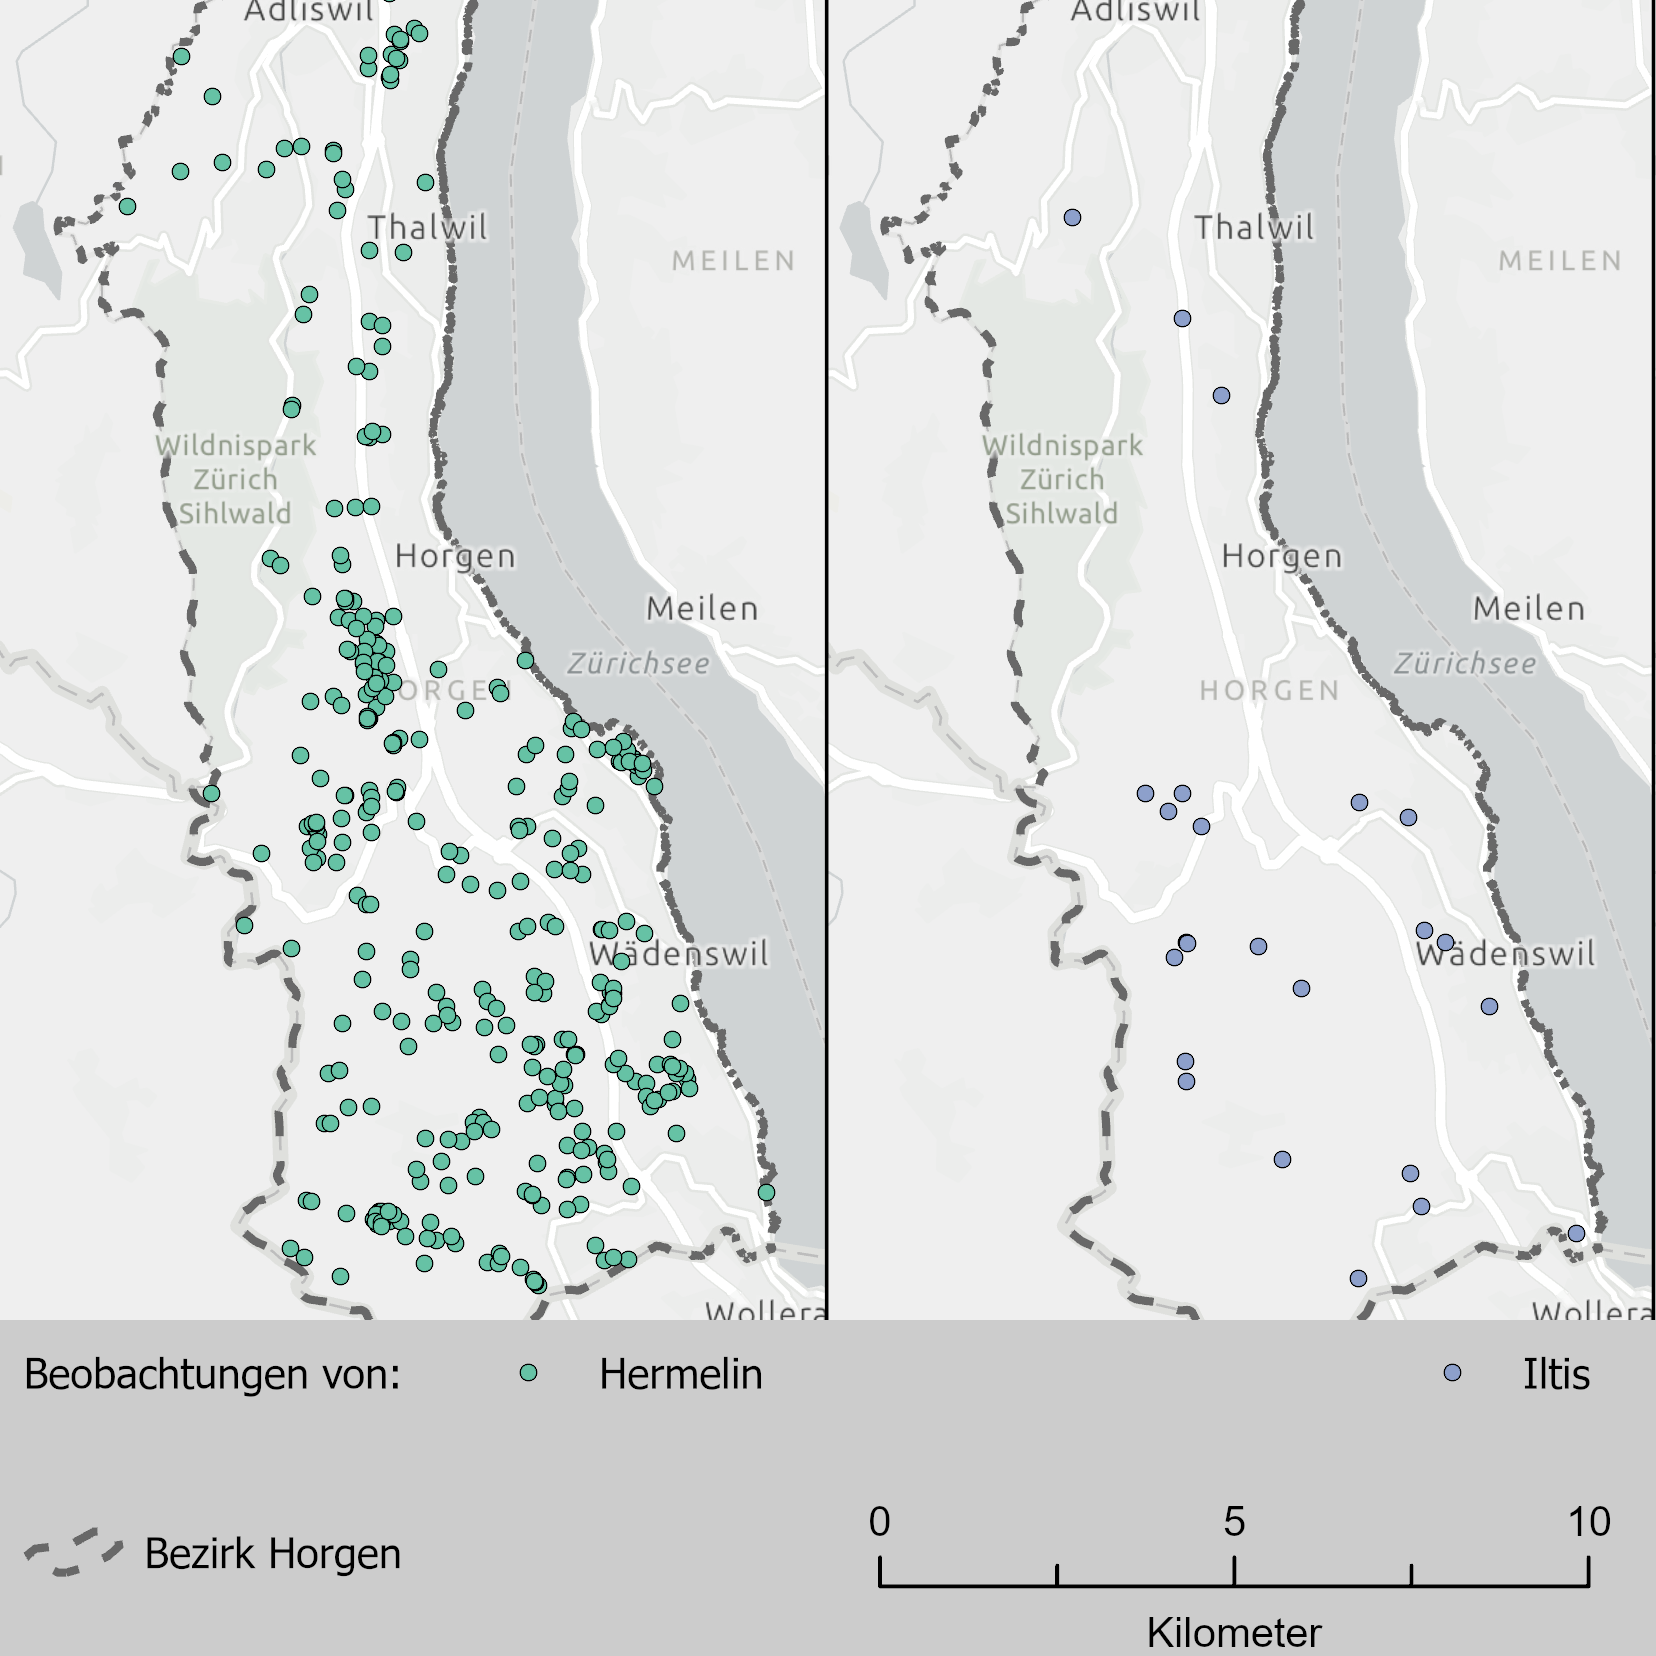 Adliswil
Thalwil
MEILEN
Wildnispark
Zürich
Sihlwald
Horgen
Meilen
Zürichsee
ORGEN
Wädenswil
Wollera
Adliswil
Thalwil
MEILEN
Wildnispark
Zürich
Sihlwald
Horgen
Meilen
Zürichsee
HORGEN
Wädenswil
Wollera
Beobachtungen von: Hermelin Iltis
Bezirk Horgen
0 5 10
Kilometer